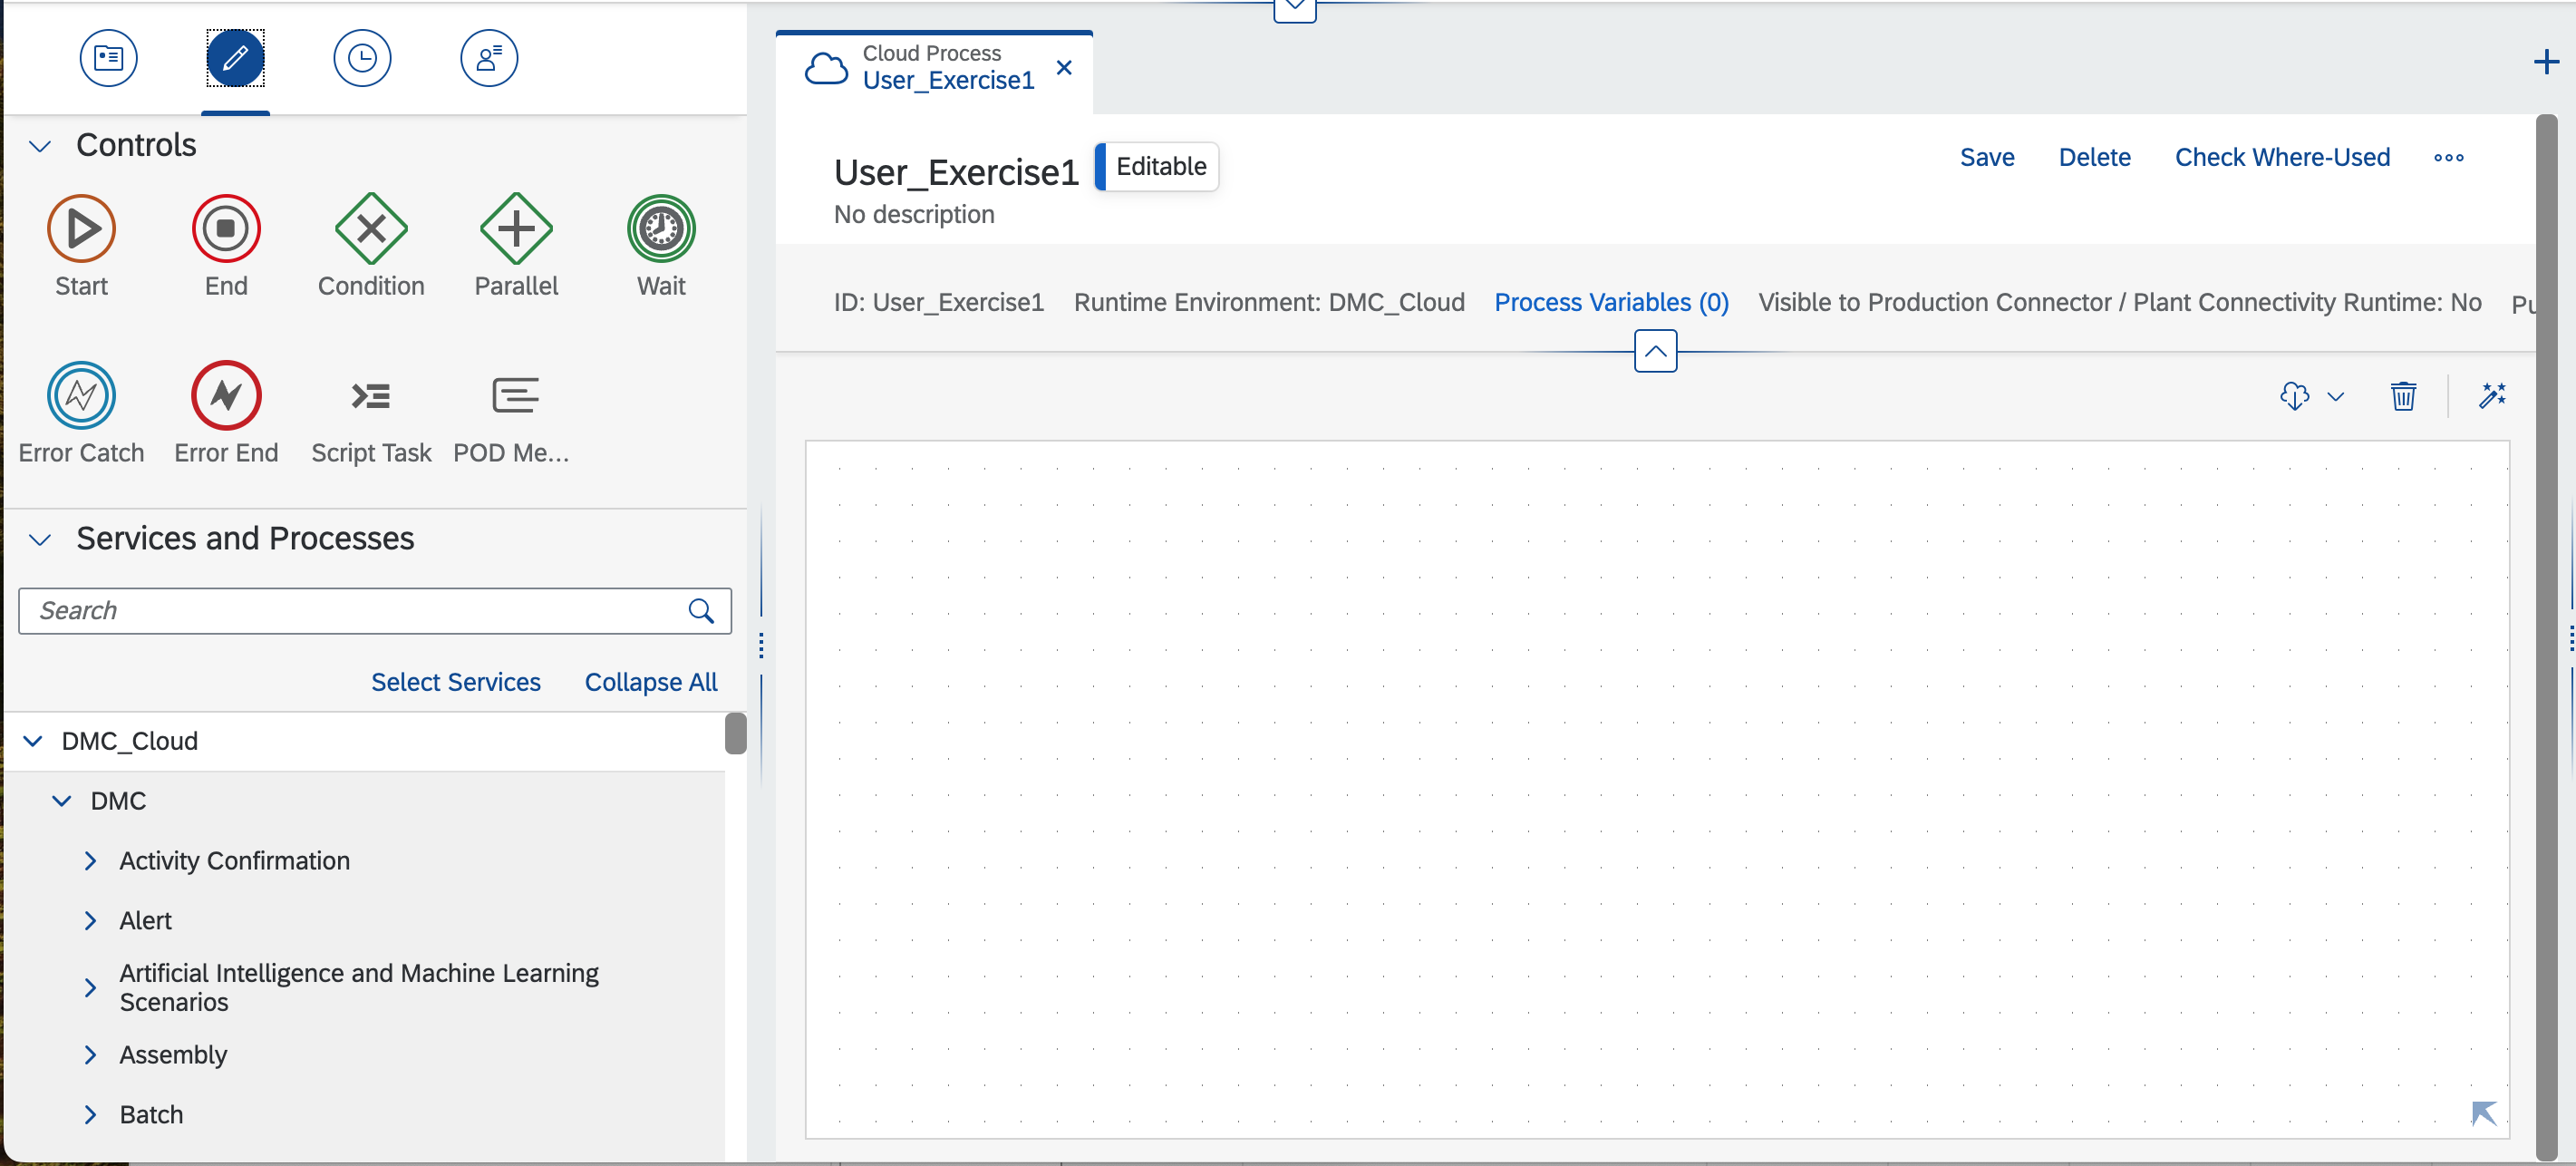 Controls
Start
End
Condition
Parallel
Wait
Error Catch
Error End
Script Task
POD Me...
Services and Processes
Search
Select Services
Collapse All
DMC_Cloud
DMC
Activity Confirmation
Alert
Artificial Intelligence and Machine Learning
Scenarios
Assembly
Batch
Cloud Process
User_Exercise1
User_Exercise1
Editable
Save
Delete
Check Where-Used
No description
ID: User_Exercise1
Runtime Environment: DMC_Cloud
Process Variables (0)
Visible to Production Connector / Plant Connectivity Runtime: No